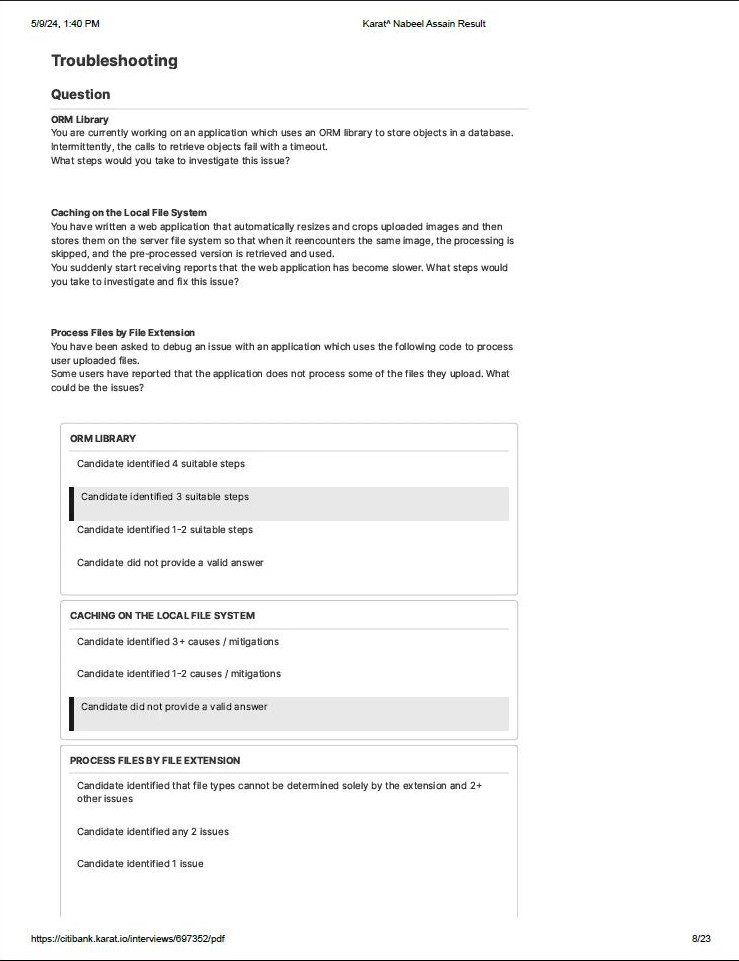 5/9/24, 1:40 PM
Karat^ Nabeel Assain Result
Troubleshooting
Question
ORM Library
You are currently working on an application which uses an ORM library to store objects in a database.
Intermittently, the calls to retrieve objects fail with a timeout.
What steps would you take to investigate this issue?
Caching on the Local File System
You have written a web application that automatically resizes and crops uploaded images and then
stores them on the server file system so that when it reencounters the same image, the processing is
skipped, and the pre-processed version is retrieved and used.
You suddenly start receiving reports that the web application has become slower. What steps would
you take to investigate and fix this issue?
Process Files by File Extension
You have been asked to debug an issue with an application which uses the following code to process
user uploaded files.
Some users have reported that the application does not process some of the files they upload. What
could be the issues?
ORM LIBRARY
Candidate identified 4 suitable steps
Candidate identified 3 suitable steps
Candidate identified 1-2 suitable steps
Candidate did not provide a valid answer
CACHING ON THE LOCAL FILE SYSTEM
Candidate identified 3+ causes / mitigations
Candidate identified 1-2 causes / mitigations
Candidate did not provide a valid answer
PROCESS FILES BY FILE EXTENSION
Candidate identified that file types cannot be determined solely by the extension and 2+
other issues
Candidate identified any 2 issues
Candidate identified 1 issue
https://citibank.karat.io/interviews/697352/pdf
8/23